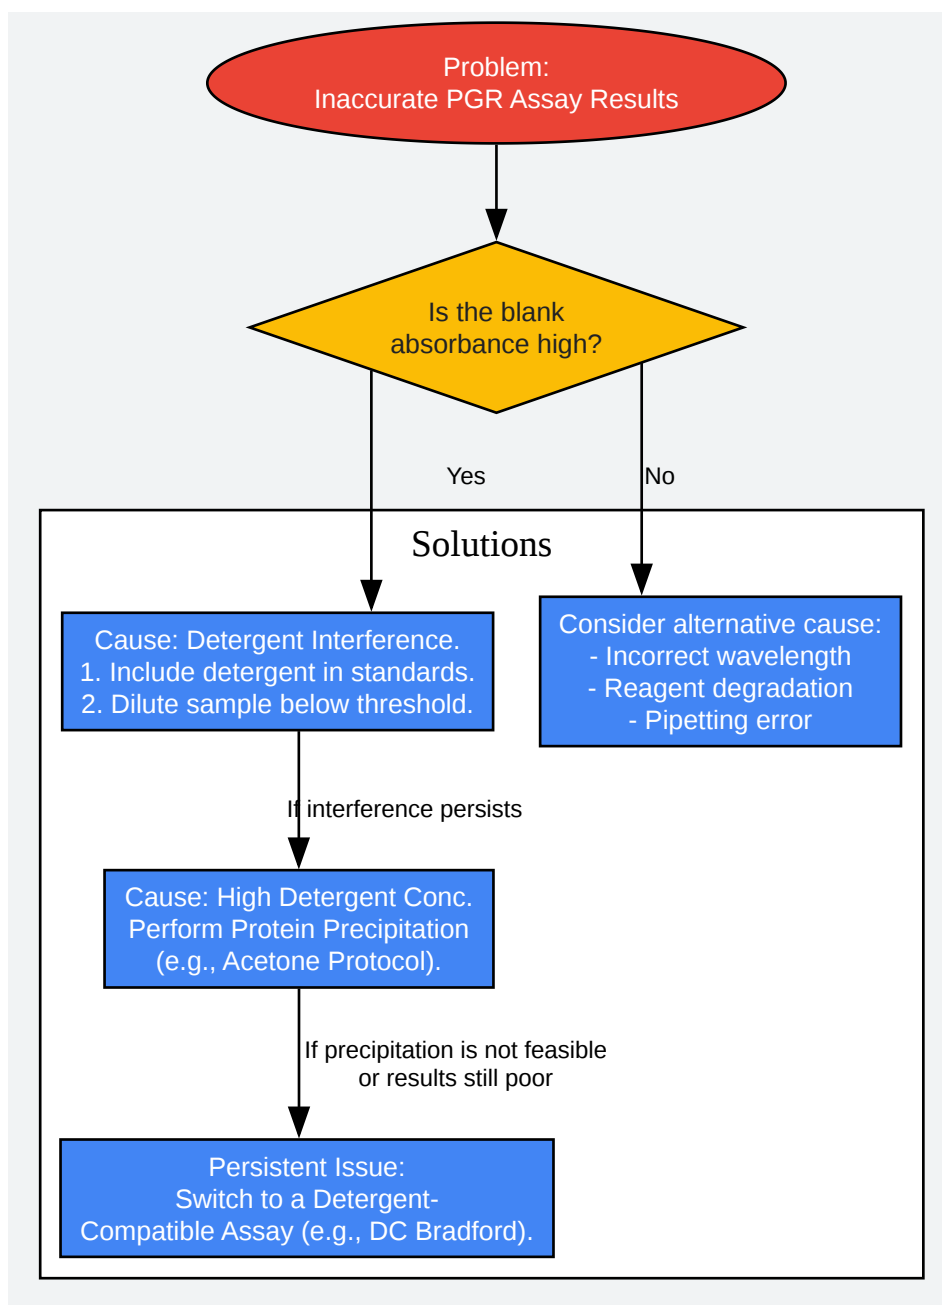 Problem:
Inaccurate PGR Assay Results
Is the blank
absorbance high?
Yes
No
Solutions
Cause: Detergent Interference.
1. Include detergent in standards.
2. Dilute sample below threshold.
Consider alternative cause:
- Incorrect wavelength
- Reagent degradation
- Pipetting error
If interference persists
Cause: High Detergent Conc.
Perform Protein Precipitation
(e.g., Acetone Protocol).
If precipitation is not feasible
or results still poor
Persistent Issue:
Switch to a Detergent-
Compatible Assay (e.g., DC Bradford).